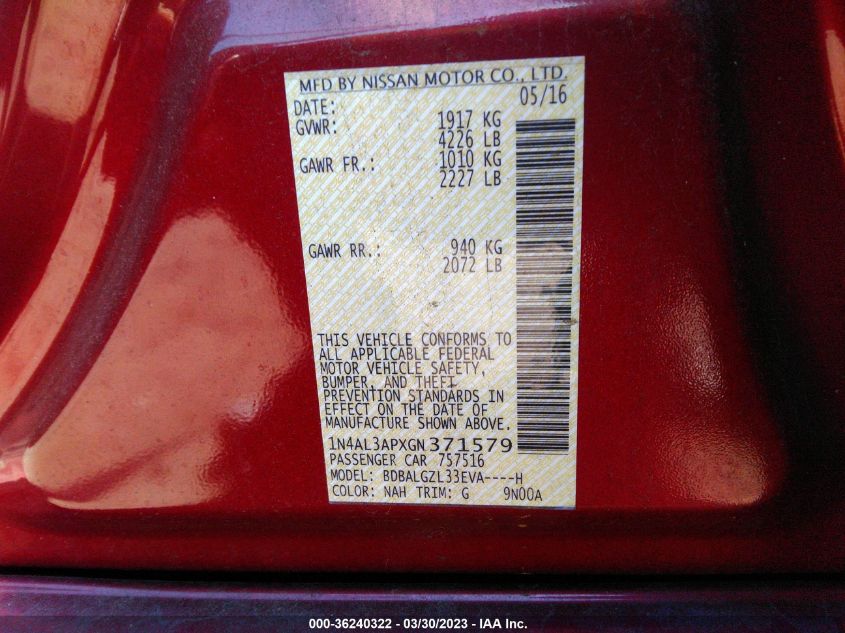 MFD BY NISSAN MOTOR CO., LTD.
DATE: 05/16
GVWR: 1917 KG
4226 LB
GAWR FR.: 1010 KG
2227 LB
GAWR RR.: 940 KG
2072 LB
THIS VEHICLE CONFORMS TO
ALL APPLICABLE FEDERAL
MOTOR VEHICLE SAFETY,
BUMPER, AND THEFT
PREVENTION STANDARDS IN
EFFECT ON THE DATE OF
MANUFACTURE SHOWN ABOVE.
1N4AL3APXGN371579
PASSENGER CAR 757516
MODEL: BDBALGZL33EVA----H
COLOR: NAH TRIM: G 9N00A
000-36240322 - 03/30/2023 - IAA Inc.